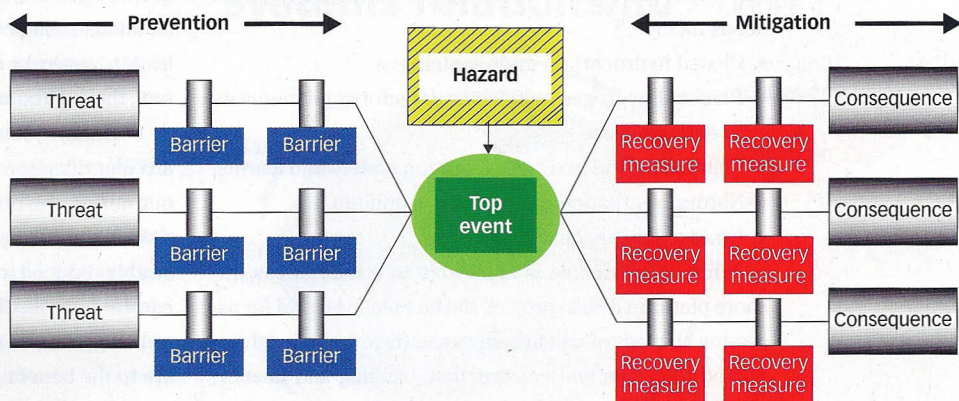 Prevention
Mitigation
Hazard
Threat
Barrier
Barrier
Recovery
measure
Recovery
measure
Consequence
Threat
Barrier
Barrier
Top
event
Recovery
measure
Recovery
measure
Consequence
Threat
Barrier
Barrier
Recovery
measure
Recovery
measure
Consequence